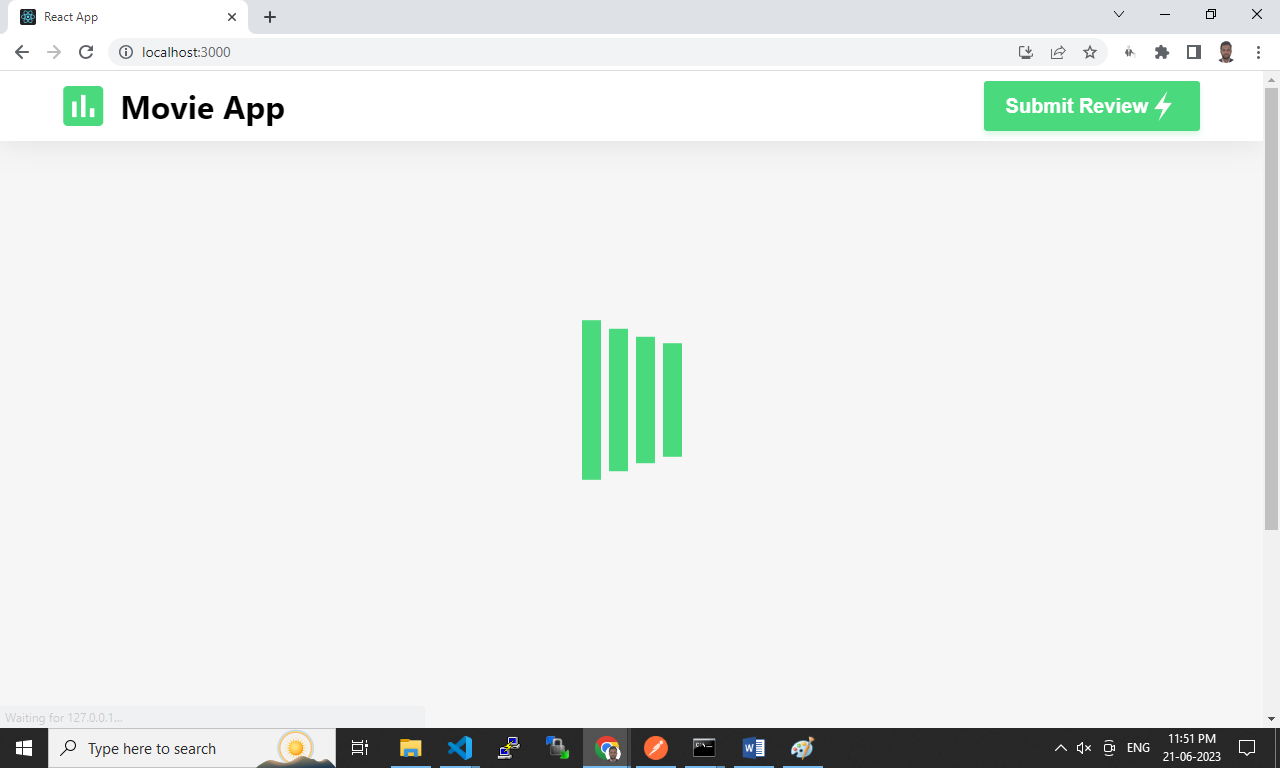 React App
localhost:3000
Movie App
Submit Review
Waiting for 127.0.0.1...
Type here to search
ENG
11:51 PM
21-06-2023